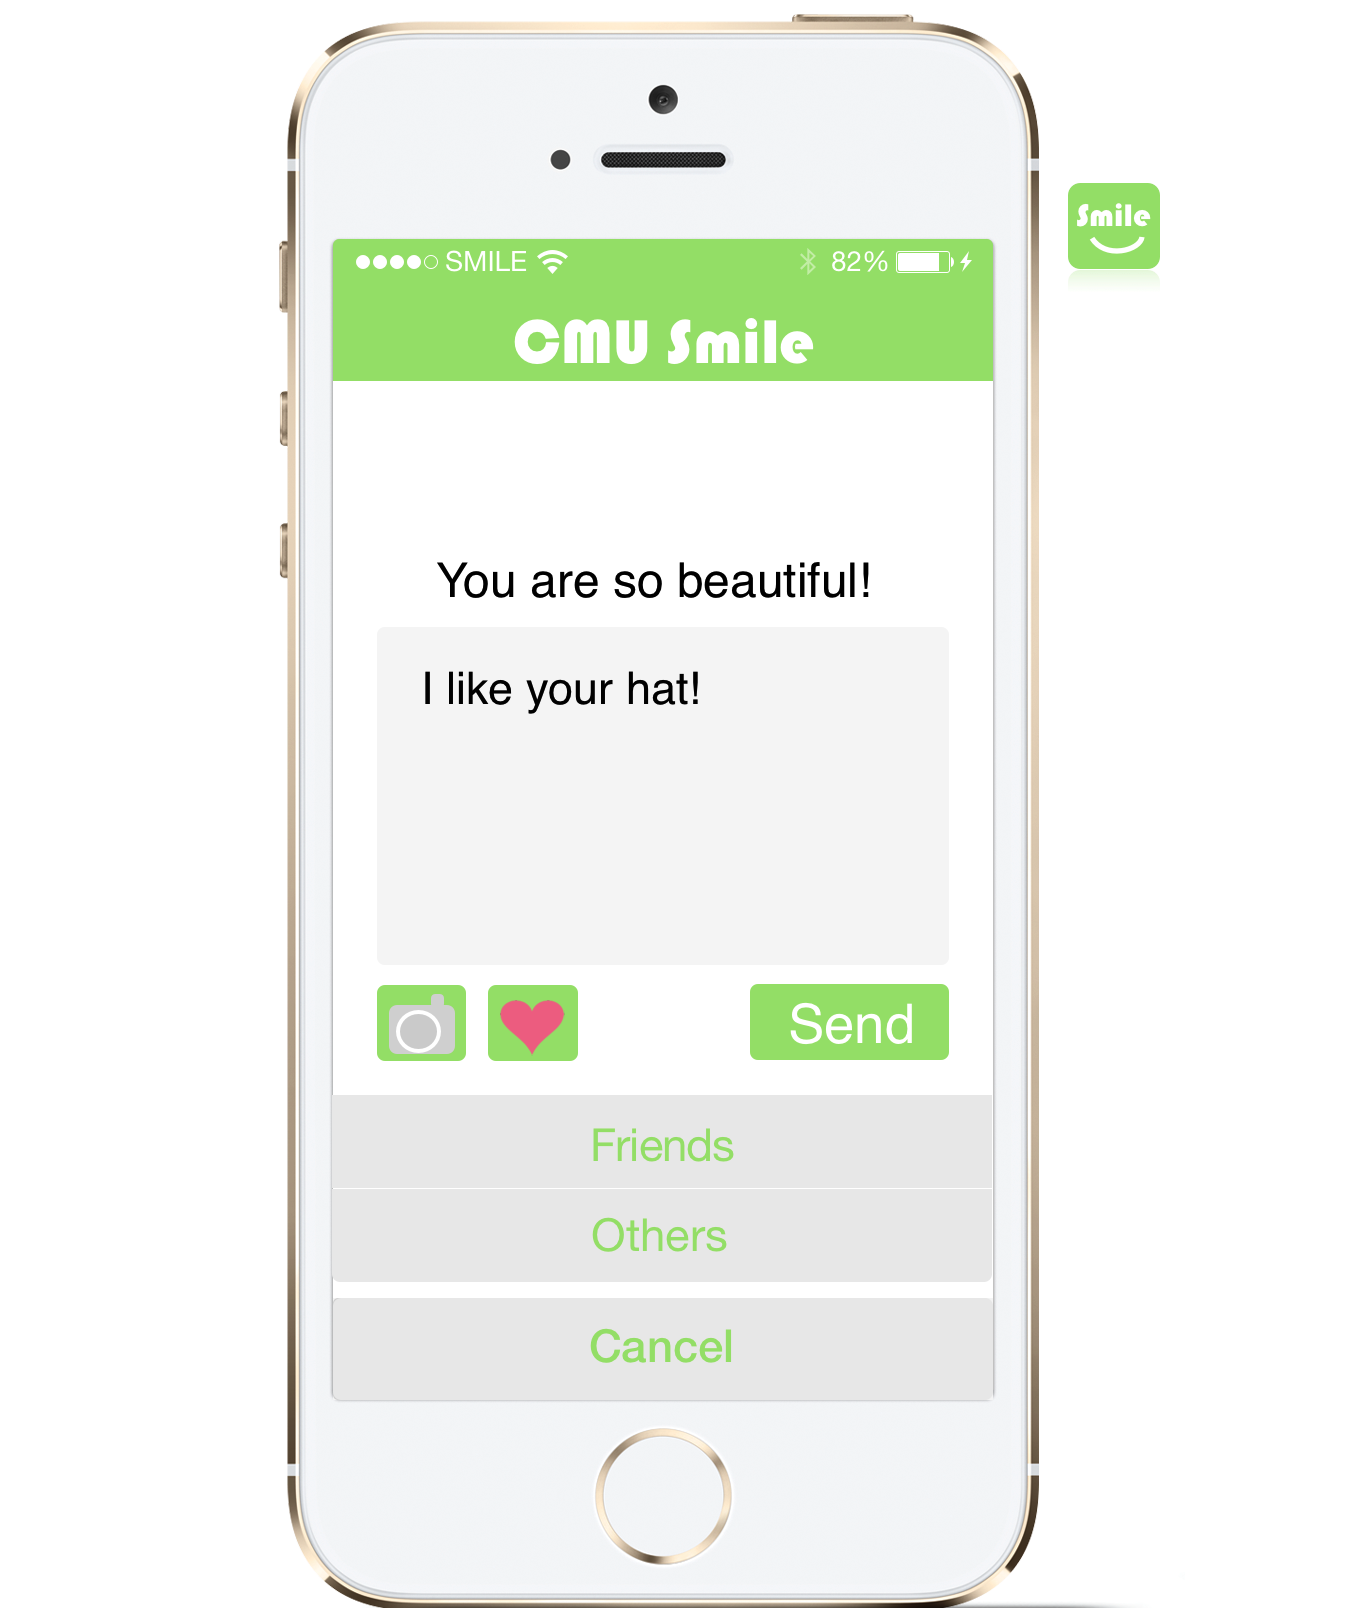 SMILE 82%
CMU Smile
Smile
You are so beautiful!
I like your hat!
Send
Friends
Others
Cancel